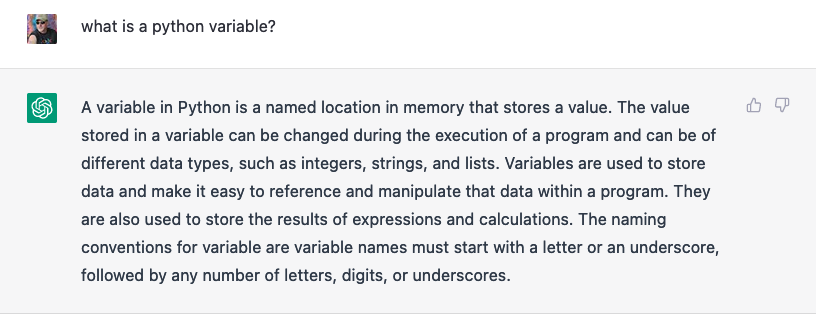 what is a python variable?
A variable in Python is a named location in memory that stores a value. The value
stored in a variable can be changed during the execution of a program and can be of
different data types, such as integers, strings, and lists. Variables are used to store
data and make it easy to reference and manipulate that data within a program. They
are also used to store the results of expressions and calculations. The naming
conventions for variable are variable names must start with a letter or an underscore,
followed by any number of letters, digits, or underscores.